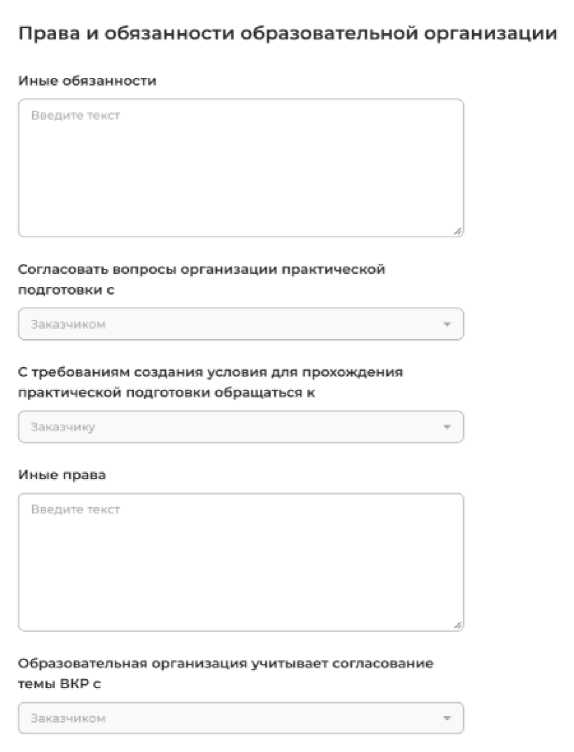 Права и обязанности образовательной организации
Иные обязанности
Введите текст
Согласовать вопросы организации практической
подготовки с
Заказчиком
С требованиям создания условия для прохождения
практической подготовки обращаться к
Заказчику
Иные права
Введите текст
Образовательная организация учитывает согласование
темы ВКР с
Заказчиком